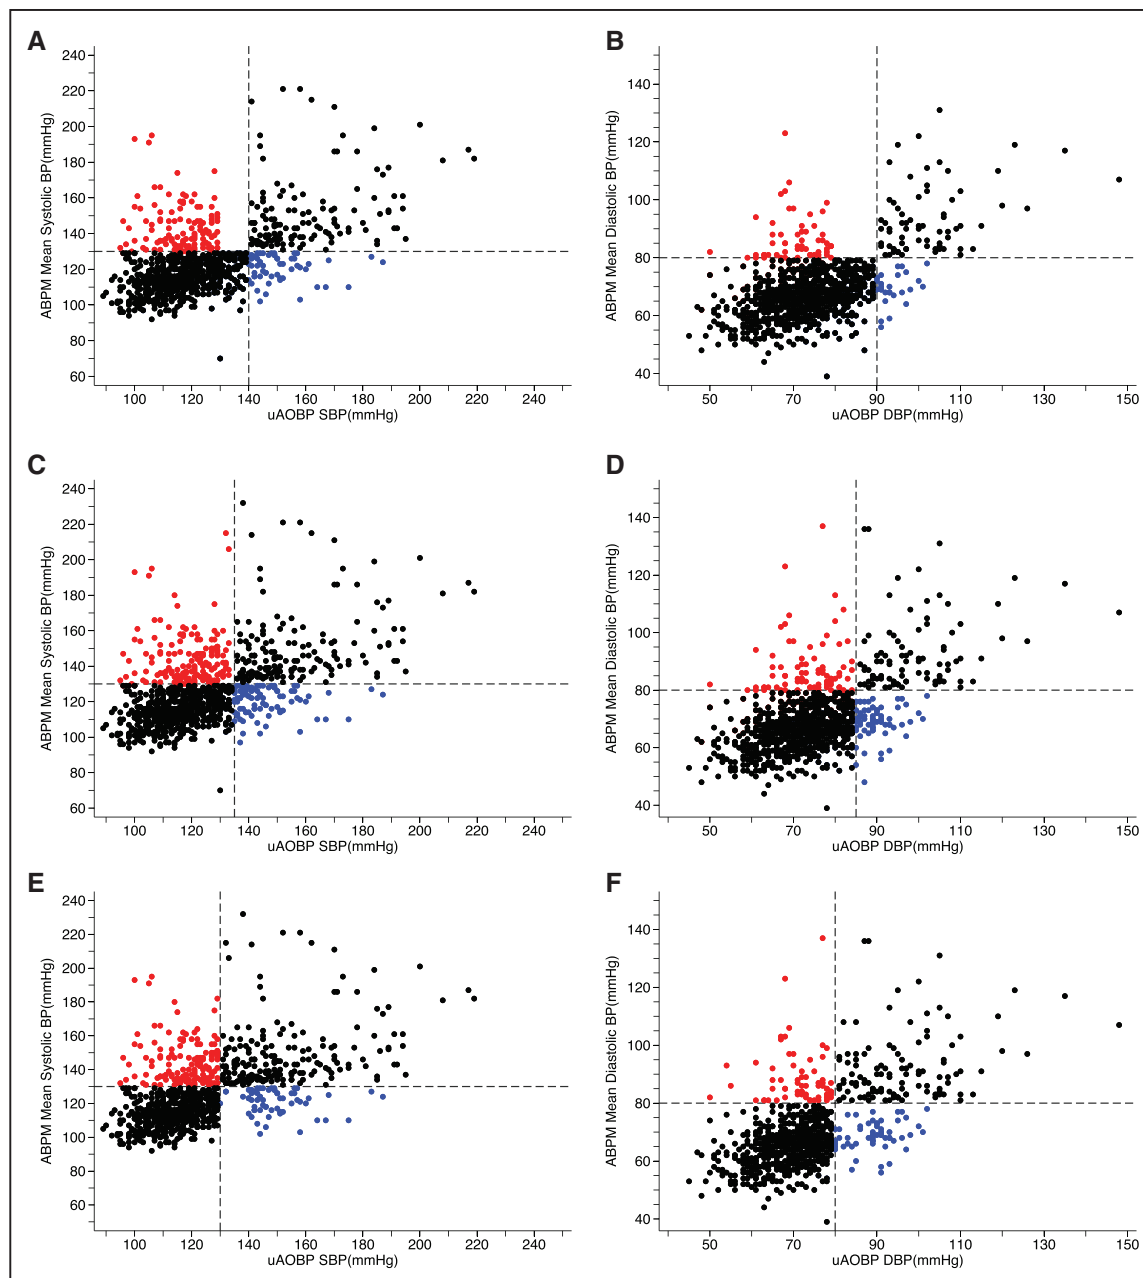 A
B
240
220
200
180
160
140
120
100
80
60
ABPM Mean Systolic BP(mmHg)
100 120 140 160 180 200 220 240
uAOBP SBP(mmHg)
140
120
100
80
60
40
ABPM Mean Diastolic BP(mmHg)
50 70 90 110 130 150
uAOBP DBP(mmHg)
C
D
240
220
200
180
160
140
120
100
80
60
ABPM Mean Systolic BP(mmHg)
100 120 140 160 180 200 220 240
uAOBP SBP(mmHg)
140
120
100
80
60
40
ABPM Mean Diastolic BP(mmHg)
50 70 90 110 130 150
uAOBP DBP(mmHg)
E
F
240
220
200
180
160
140
120
100
80
60
ABPM Mean Systolic BP(mmHg)
100 120 140 160 180 200 220 240
uAOBP SBP(mmHg)
140
120
100
80
60
40
ABPM Mean Diastolic BP(mmHg)
50 70 90 110 130 150
uAOBP DBP(mmHg)